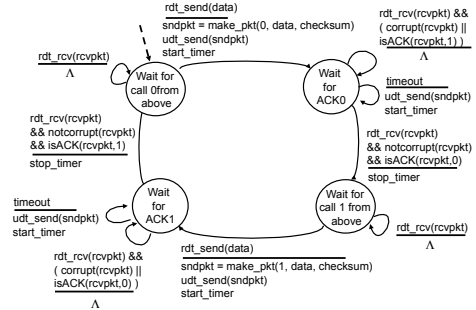 rdt_send(data)
sndpkt = make_pkt(0, data, checksum)
udt_send(sndpkt)
start_timer
rdt_rcv(rcvpkt) &&
( corrupt(rcvpkt) ||
isACK(rcvpkt,1) )
Λ
rdt_rcv(rcvpkt)
Λ
Wait for
call 0from
above
Wait
for
ACK0
timeout
udt_send(sndpkt)
start_timer
rdt_rcv(rcvpkt)
&& notcorrupt(rcvpkt)
&& isACK(rcvpkt,1)
stop_timer
rdt_rcv(rcvpkt)
&& notcorrupt(rcvpkt)
&& isACK(rcvpkt,0)
stop_timer
timeout
udt_send(sndpkt)
start_timer
Wait
for
ACK1
Wait for
call 1 from
above
rdt_rcv(rcvpkt)
Λ
rdt_rcv(rcvpkt) &&
( corrupt(rcvpkt) ||
isACK(rcvpkt,0) )
Λ
rdt_send(data)
sndpkt = make_pkt(1, data, checksum)
udt_send(sndpkt)
start_timer